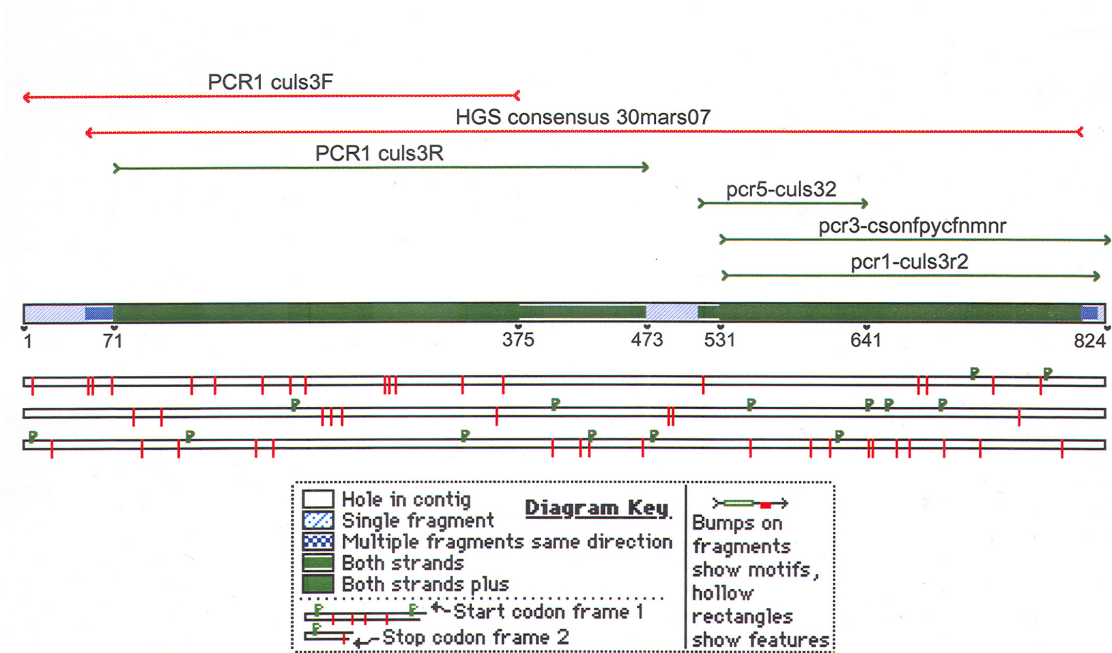 PCR1 culs3F
HGS consensus 30mars07
PCR1 culs3R
pcr5-culs32
pcr3-csonfpycfnmnr
pcr1-culs3r2
1 71 375 473 531 641 824
Diagram Key
Hole in contig
Single fragment
Multiple fragments same direction
Both strands
Both strands plus
Start codon frame 1
Stop codon frame 2
Bumps on
fragments
show motifs,
hollow
rectangles
show features